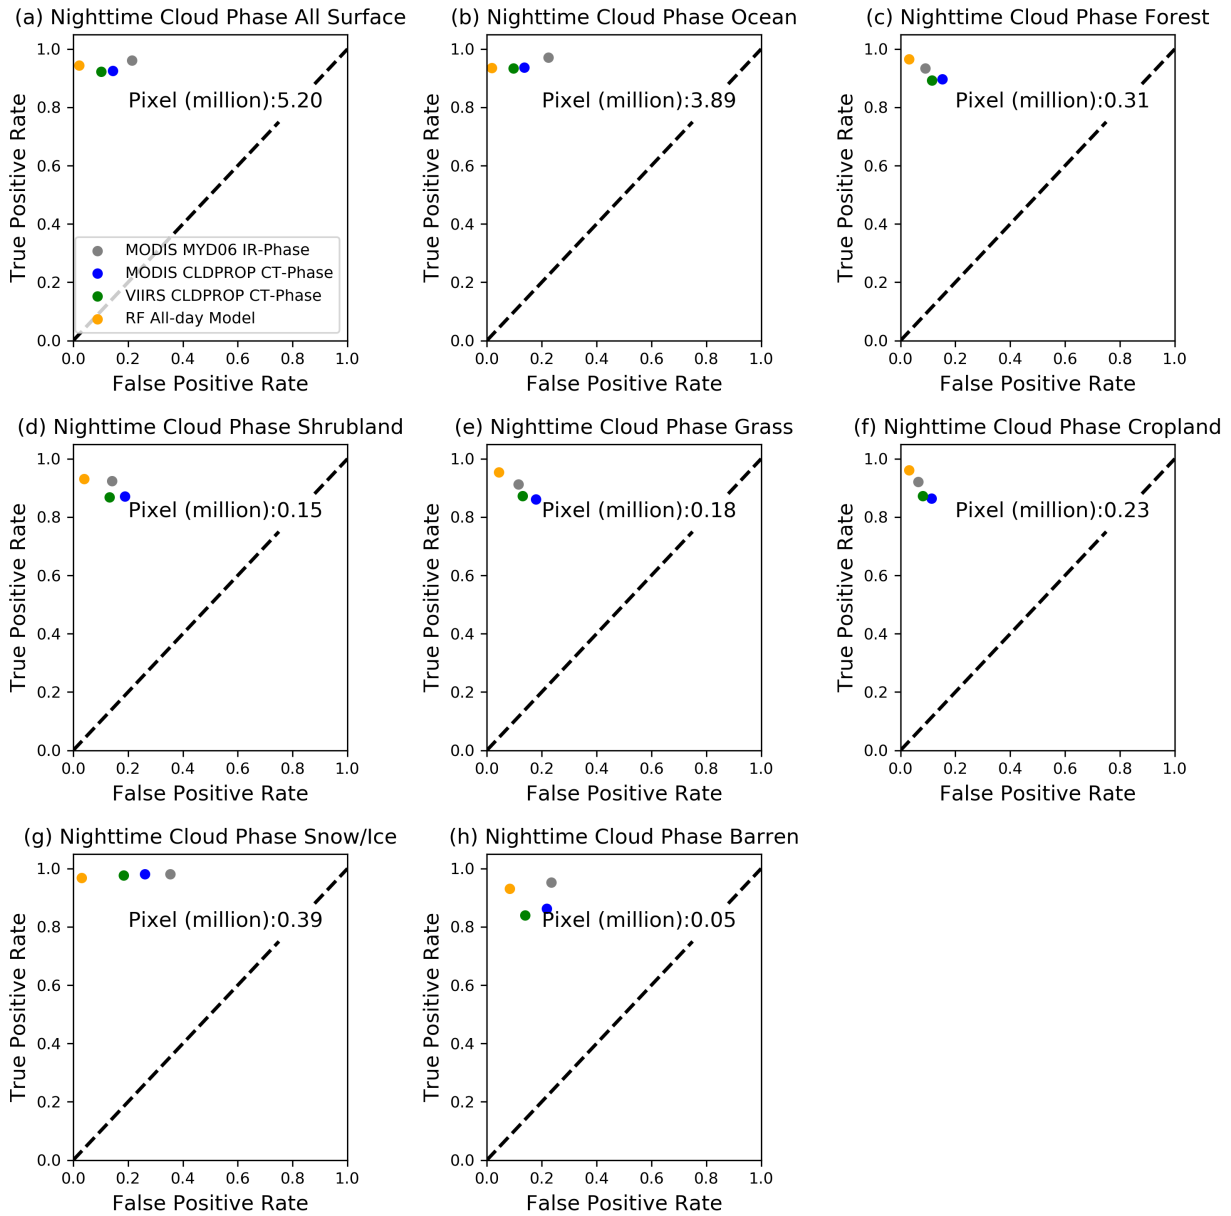 (a) Nighttime Cloud Phase All Surface
1.0
0.8
0.6
0.4
0.2
0.0
True Positive Rate
Pixel (million):5.20
MODIS MYD06 IR-Phase
MODIS CLDPROP CT-Phase
VIIRS CLDPROP CT-Phase
RF All-day Model
0.0 0.2 0.4 0.6 0.8 1.0
False Positive Rate
(b) Nighttime Cloud Phase Ocean
1.0
0.8
0.6
0.4
0.2
0.0
True Positive Rate
Pixel (million):3.89
0.0 0.2 0.4 0.6 0.8 1.0
False Positive Rate
(c) Nighttime Cloud Phase Forest
1.0
0.8
0.6
0.4
0.2
0.0
True Positive Rate
Pixel (million):0.31
0.0 0.2 0.4 0.6 0.8 1.0
False Positive Rate
(d) Nighttime Cloud Phase Shrubland
1.0
0.8
0.6
0.4
0.2
0.0
True Positive Rate
Pixel (million):0.15
0.0 0.2 0.4 0.6 0.8 1.0
False Positive Rate
(e) Nighttime Cloud Phase Grass
1.0
0.8
0.6
0.4
0.2
0.0
True Positive Rate
Pixel (million):0.18
0.0 0.2 0.4 0.6 0.8 1.0
False Positive Rate
(f) Nighttime Cloud Phase Cropland
1.0
0.8
0.6
0.4
0.2
0.0
True Positive Rate
Pixel (million):0.23
0.0 0.2 0.4 0.6 0.8 1.0
False Positive Rate
(g) Nighttime Cloud Phase Snow/Ice
1.0
0.8
0.6
0.4
0.2
0.0
True Positive Rate
Pixel (million):0.39
0.0 0.2 0.4 0.6 0.8 1.0
False Positive Rate
(h) Nighttime Cloud Phase Barren
1.0
0.8
0.6
0.4
0.2
0.0
True Positive Rate
Pixel (million):0.05
0.0 0.2 0.4 0.6 0.8 1.0
False Positive Rate